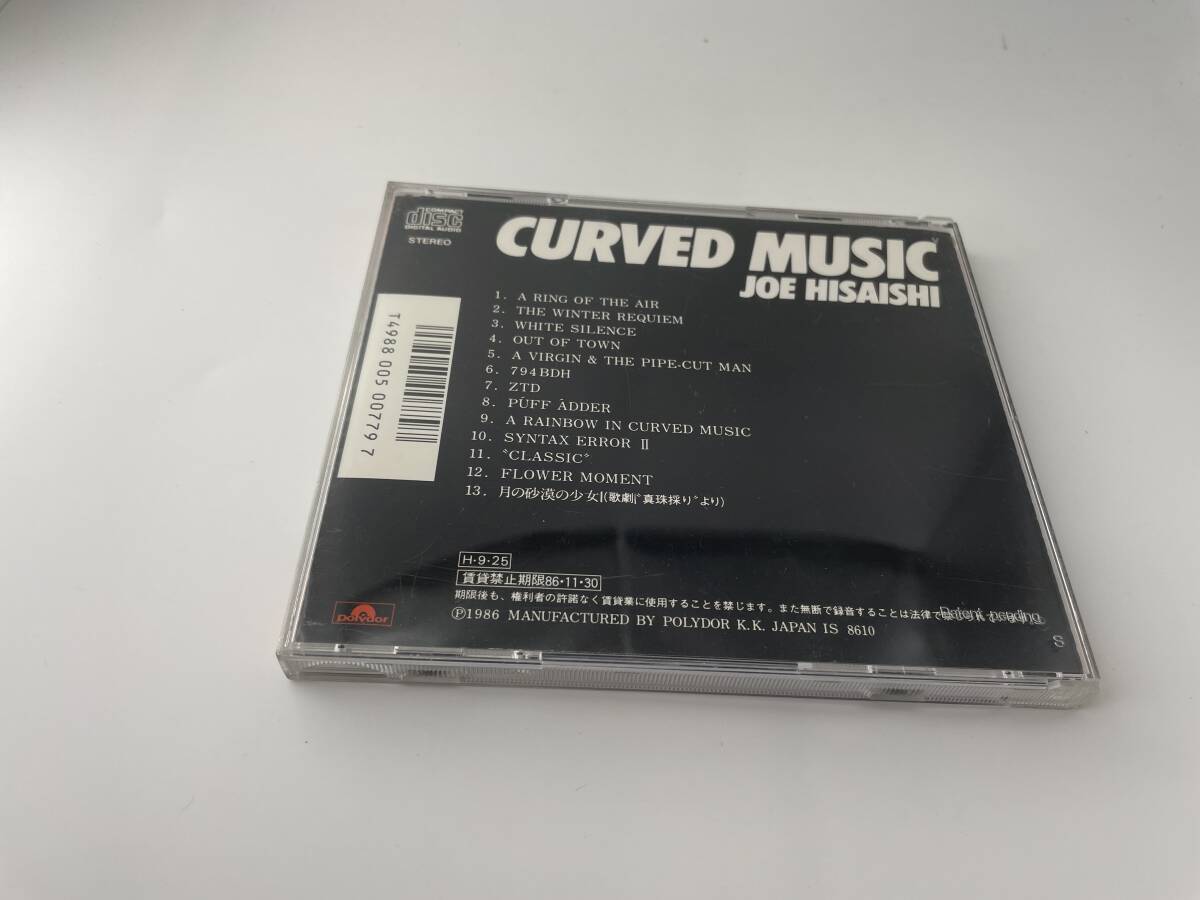 COMPACT
disc
DIGITAL AUDIO
STEREO
CURVED MUSIC
JOE HISAISHI
1. A RING OF THE AIR
2. THE WINTER REQUIEM
3. WHITE SILENCE
4. OUT OF TOWN
5. A VIRGIN & THE PIPE-CUT MAN
6. 794BDH
7. ZTD
8. PÚFF ÂDDER
9. A RAINBOW IN CURVED MUSIC
10. SYNTAX ERROR II
11. "CLASSIC"
12. FLOWER MOMENT
13. 月の砂漠の少女(歌劇"真珠採り"より)
T4988 005 00779 7
H・9・25
賃貸禁止期限86・11・30
期限後も、権利者の許諾なく賃貸業に使用することを禁じます。また無断で録音することは法律で
Patent pending
polydor
Ⓟ1986 MANUFACTURED BY POLYDOR K.K. JAPAN IS 8610
S